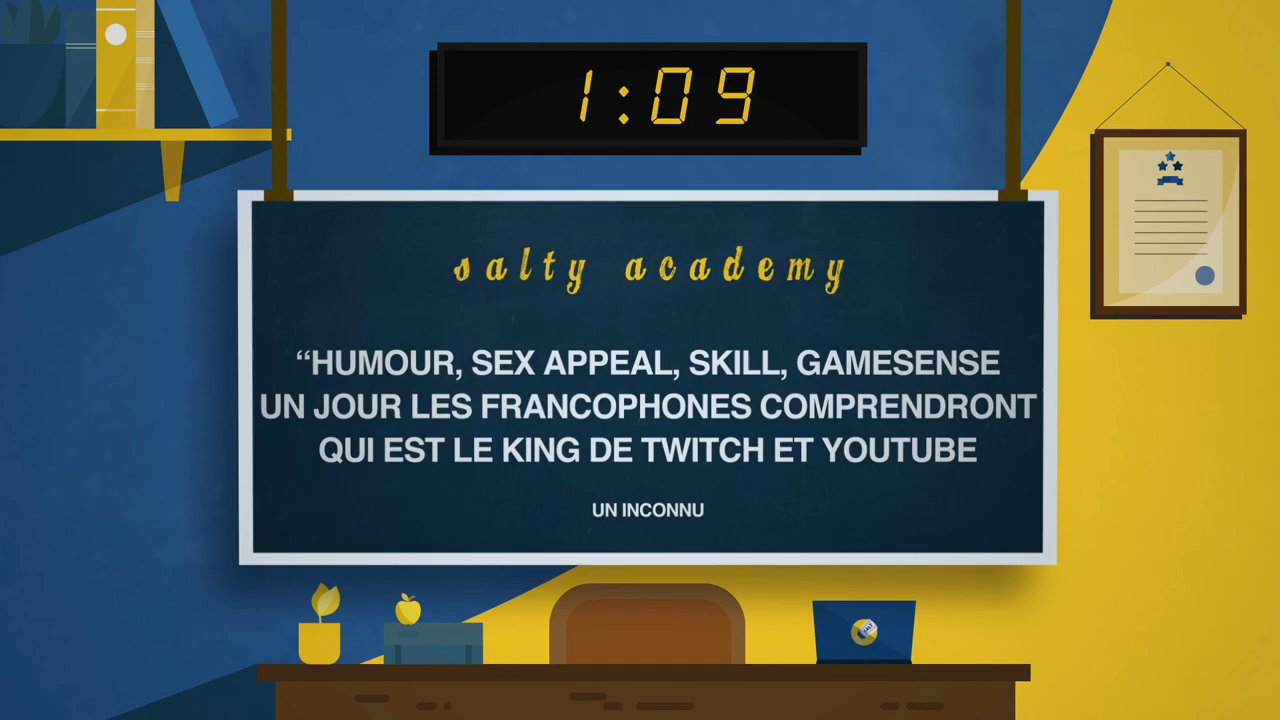 1:09
salty academy
“HUMOUR, SEX APPEAL, SKILL, GAMESENSE
UN JOUR LES FRANCOPHONES COMPRENDRONT
QUI EST LE KING DE TWITCH ET YOUTUBE
UN INCONNU
SALT